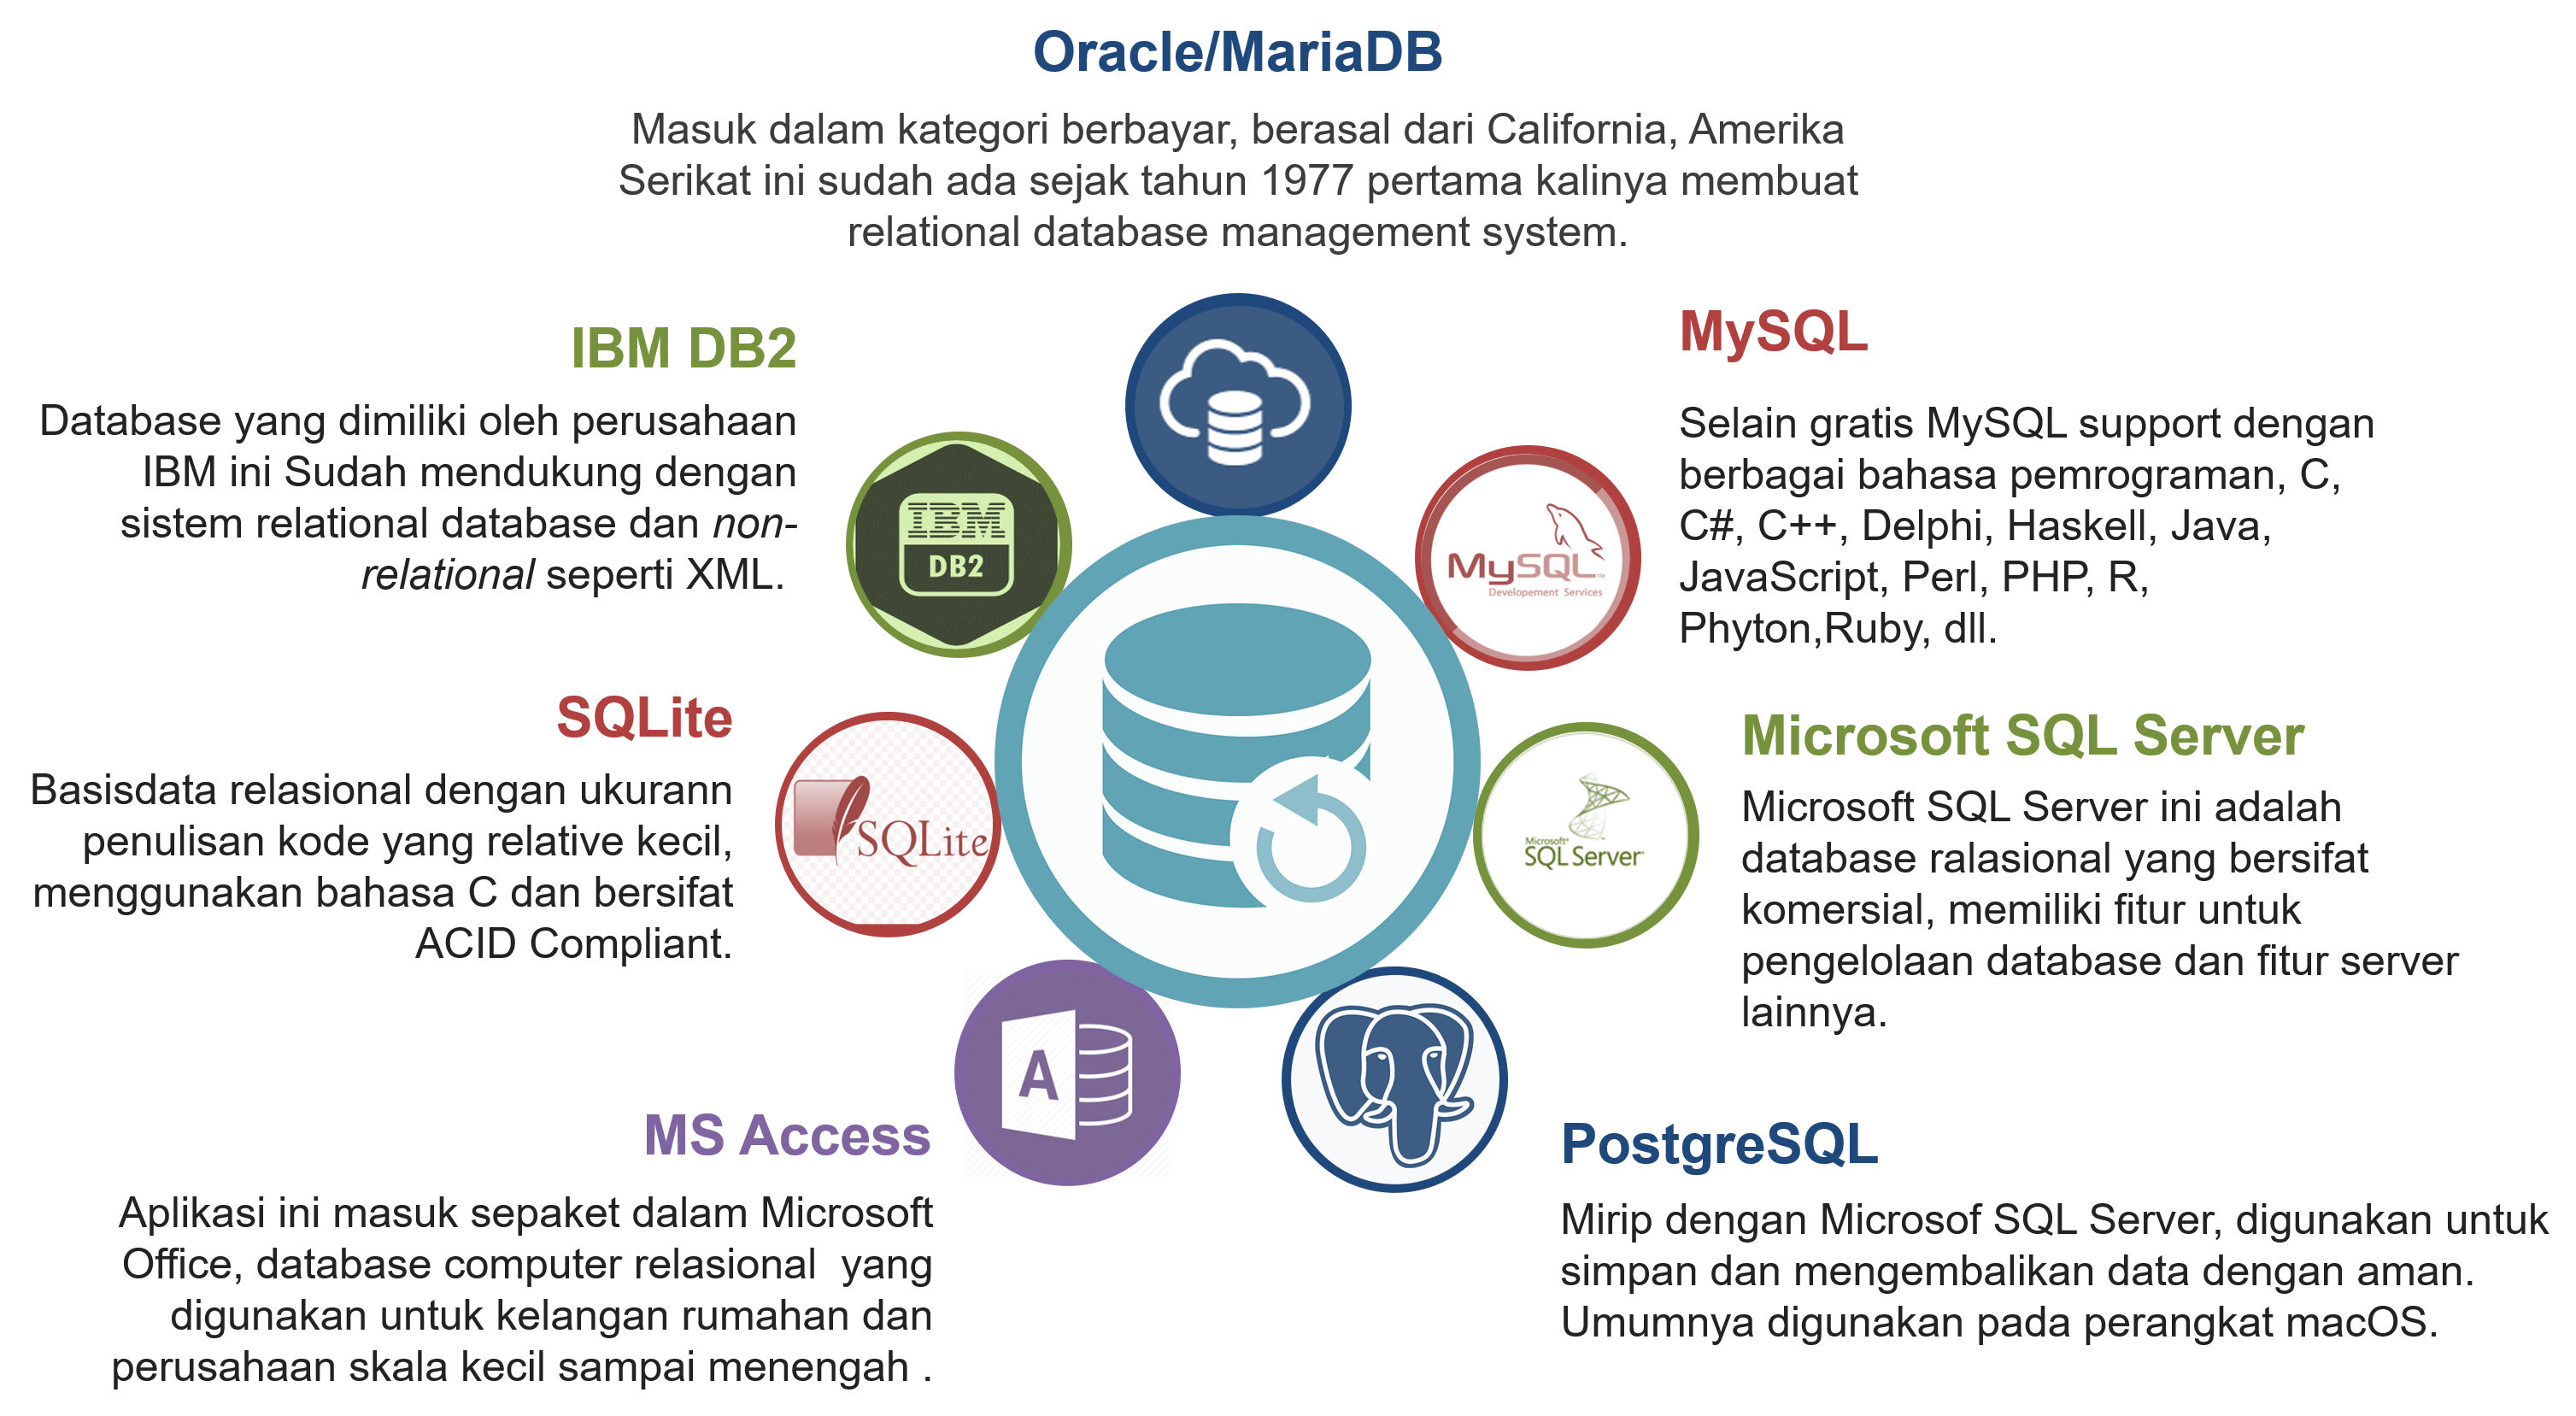 Oracle/MariaDB
Masuk dalam kategori berbayar, berasal dari California, Amerika
Serikat ini sudah ada sejak tahun 1977 pertama kalinya membuat
relational database management system.
IBM DB2
Database yang dimiliki oleh perusahaan
IBM ini Sudah mendukung dengan
sistem relational database dan non-
relational seperti XML.
IBM
DB2
MySQL
Selain gratis MySQL support dengan
berbagai bahasa pemrograman, C,
C#, C++, Delphi, Haskell, Java,
JavaScript, Perl, PHP, R,
Phyton,Ruby, dll.
MySQL™
Developement Services
SQLite
Basisdata relasional dengan ukurann
penulisan kode yang relative kecil,
menggunakan bahasa C dan bersifat
ACID Compliant.
SQLite
Microsoft SQL Server
Microsoft SQL Server ini adalah
database ralasional yang bersifat
komersial, memiliki fitur untuk
pengelolaan database dan fitur server
lainnya.
Microsoft®
SQL Server
MS Access
Aplikasi ini masuk sepaket dalam Microsoft
Office, database computer relasional  yang
digunakan untuk kelangan rumahan dan
perusahaan skala kecil sampai menengah .
A
PostgreSQL
Mirip dengan Microsof SQL Server, digunakan untuk
simpan dan mengembalikan data dengan aman.
Umumnya digunakan pada perangkat macOS.